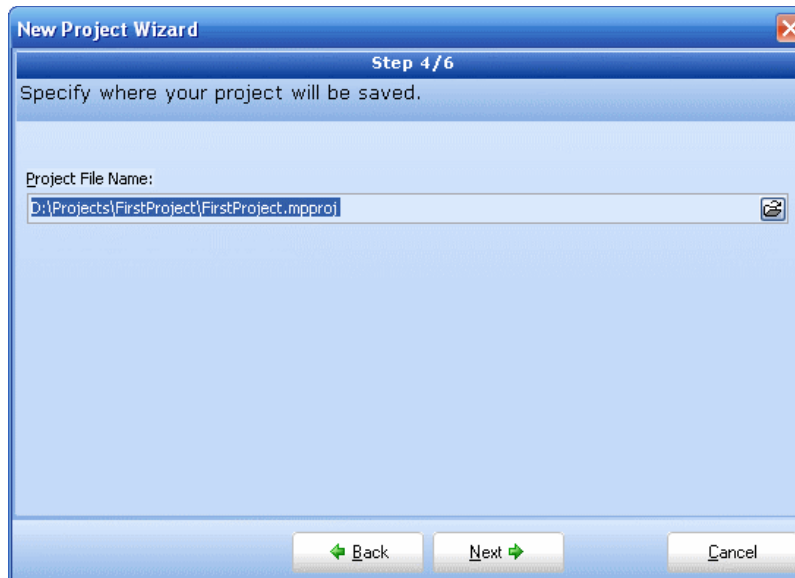 New Project Wizard
Step 4/6
Specify where your project will be saved.
Project File Name:
D:\Projects\FirstProject\FirstProject.mpproj
Back
Next
Cancel